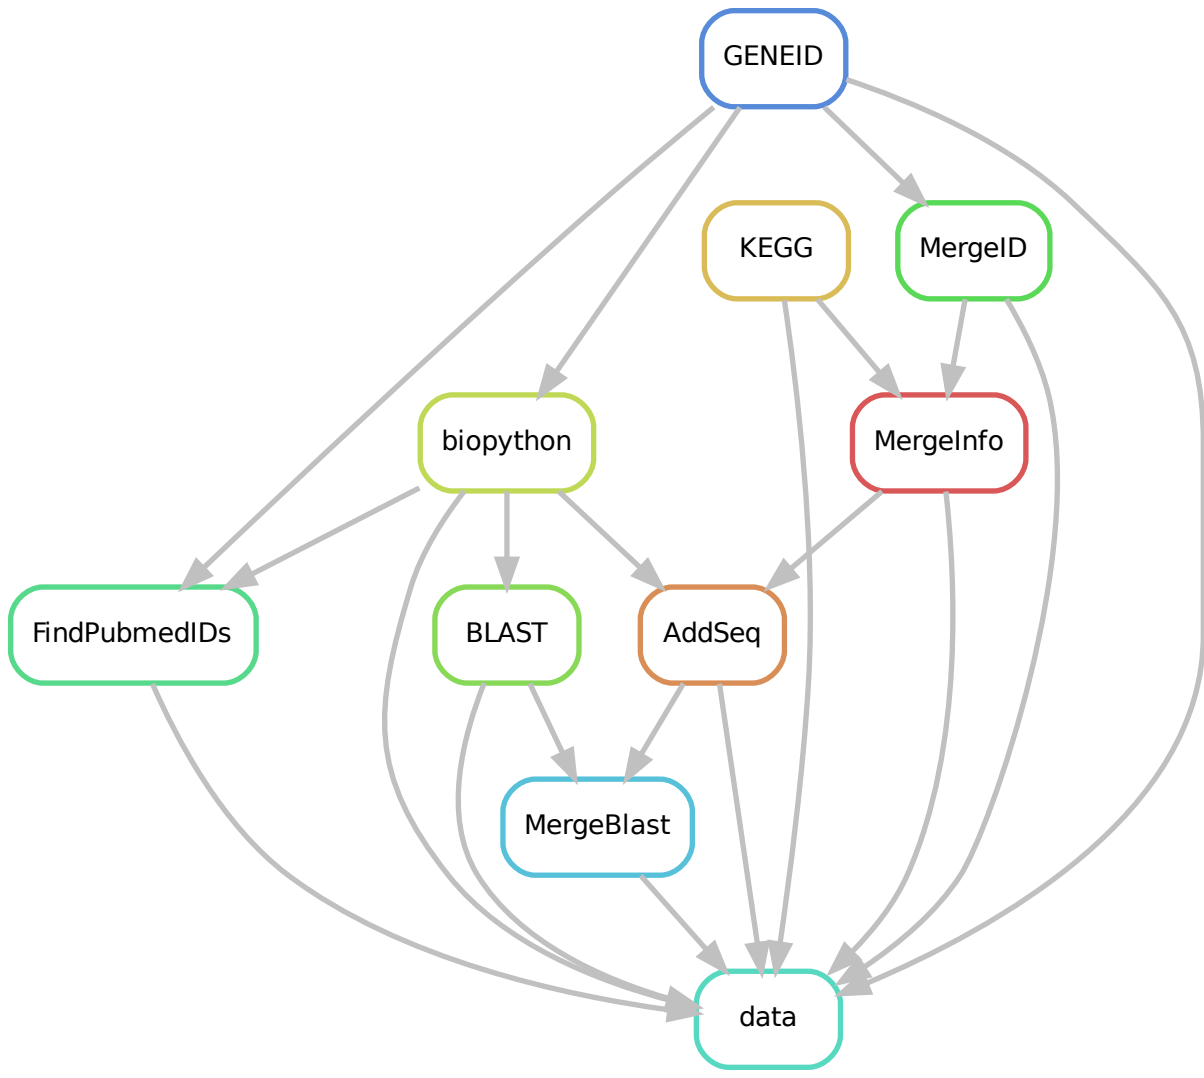 GENEID
KEGG
MergeID
biopython
MergeInfo
FindPubmedIDs
BLAST
AddSeq
MergeBlast
data